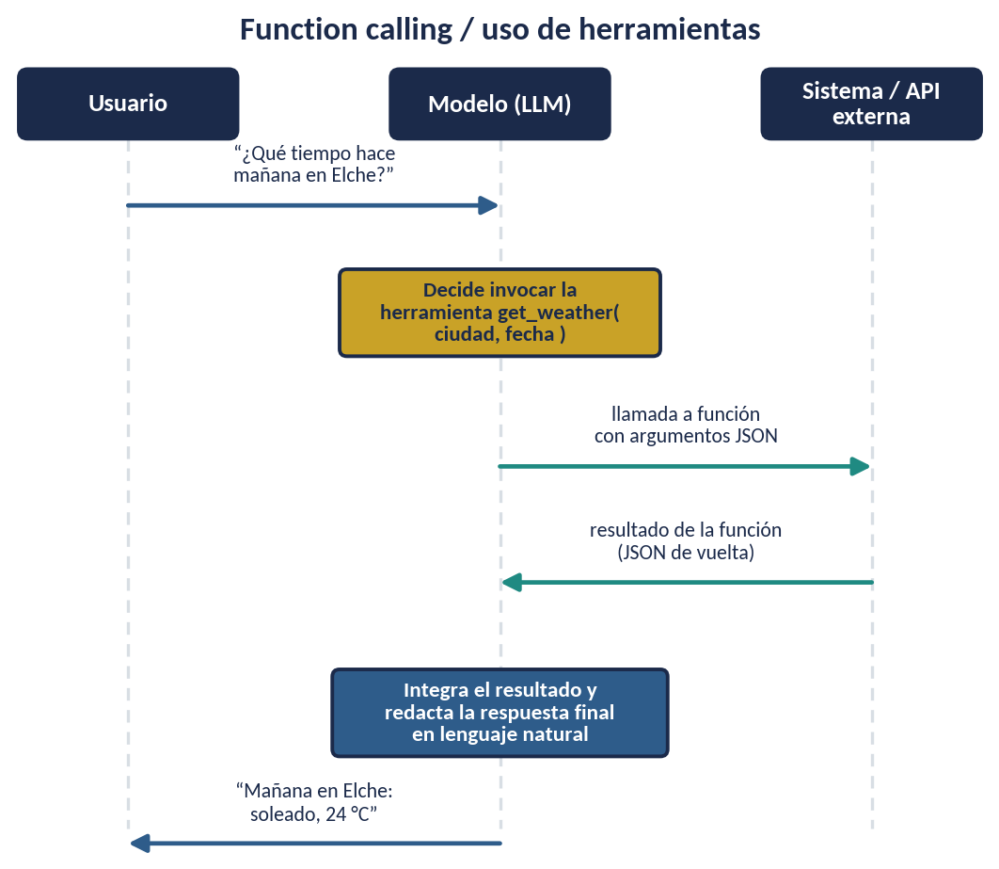 Function calling / uso de herramientas
Usuario
Modelo (LLM)
Sistema / API
externa
“¿Qué tiempo hace
mañana en Elche?”
Decide invocar la
herramienta get_weather(
ciudad, fecha )
llamada a función
con argumentos JSON
resultado de la función
(JSON de vuelta)
Integra el resultado y
redacta la respuesta final
en lenguaje natural
“Mañana en Elche:
soleado, 24 °C”